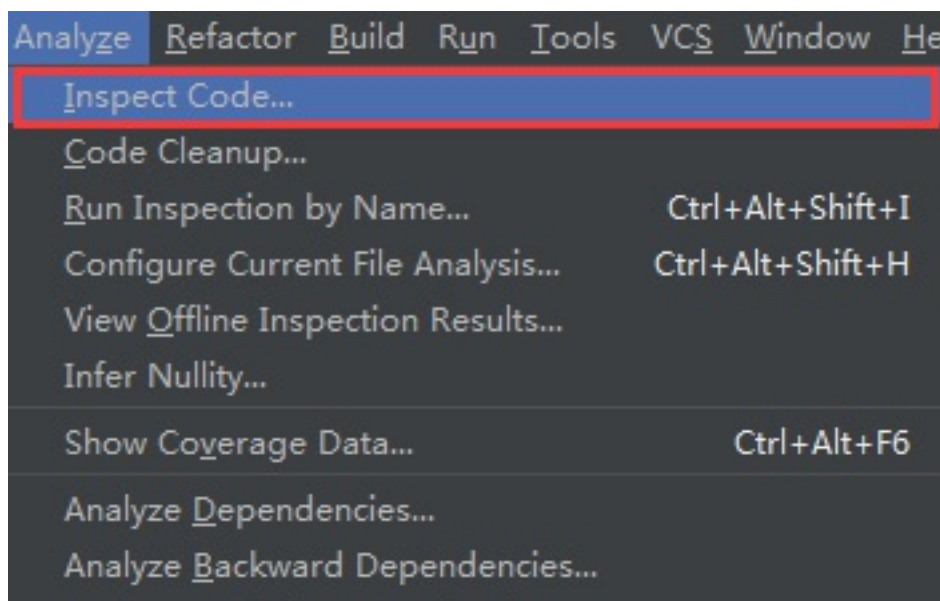 Analyze Refactor Build Run Tools VCS Window He
Inspect Code...
Code Cleanup...
Run Inspection by Name... Ctrl+Alt+Shift+I
Configure Current File Analysis... Ctrl+Alt+Shift+H
View Offline Inspection Results...
Infer Nullity...
Show Coverage Data... Ctrl+Alt+F6
Analyze Dependencies...
Analyze Backward Dependencies...